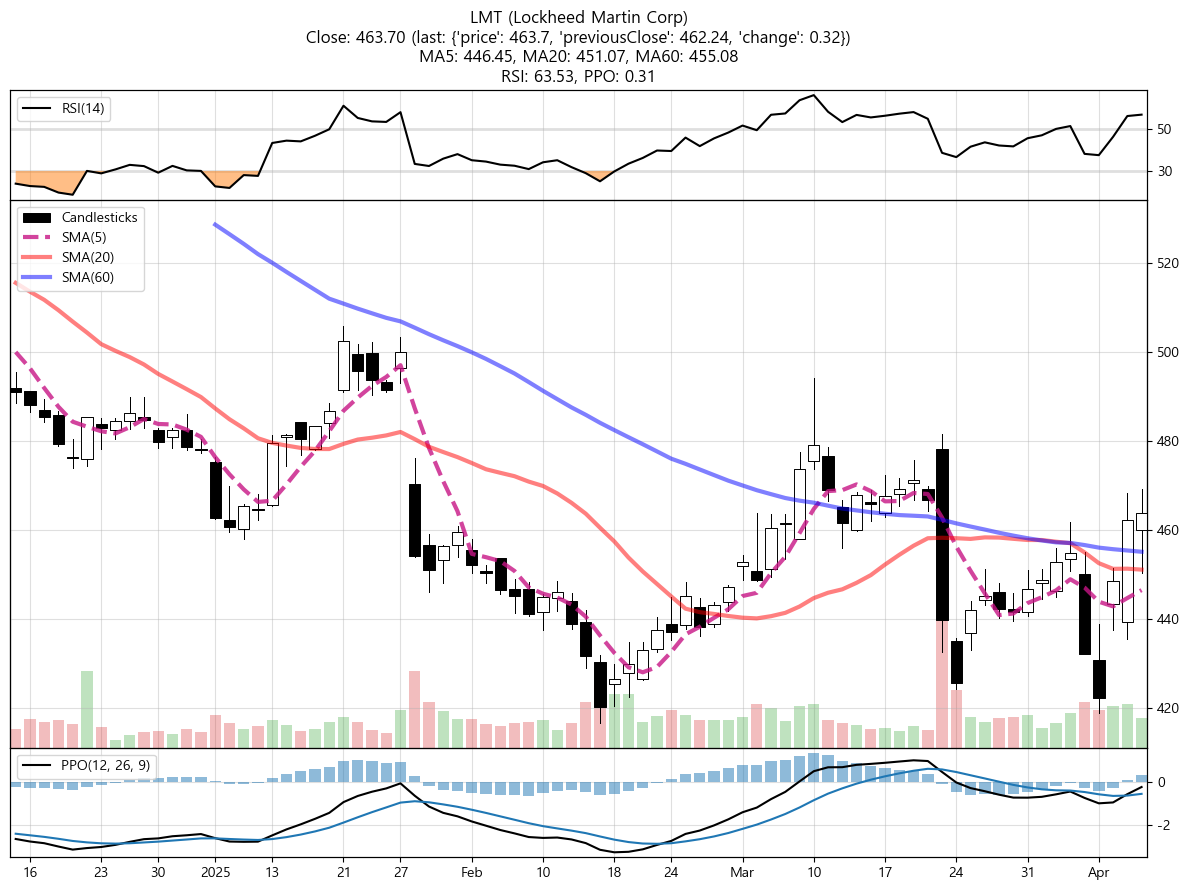 LMT (Lockheed Martin Corp)
Close: 463.70 (last: {'price': 463.7, 'previousClose': 462.24, 'change': 0.32})
MA5: 446.45, MA20: 451.07, MA60: 455.08
RSI: 63.53, PPO: 0.31
RSI(14)
50
30
Candlesticks
SMA(5)
SMA(20)
SMA(60)
520
500
480
460
440
420
PPO(12, 26, 9)
0
-2
16 23 30 2025 13 21 27 Feb 10 18 24 Mar 10 17 24 31 Apr